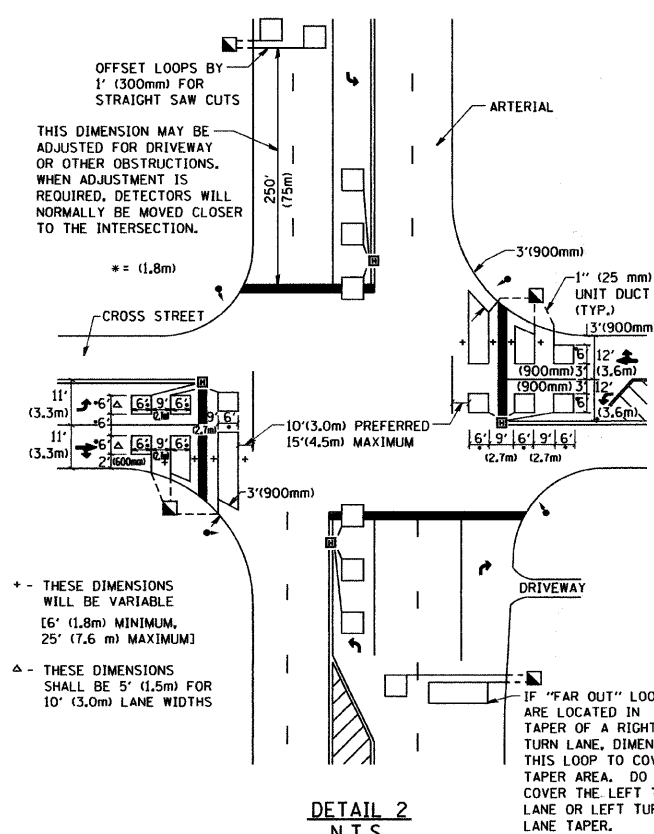 OFFSET LOOPS BY
1' (300mm) FOR
STRAIGHT SAW CUTS
ARTERIAL
THIS DIMENSION MAY BE
ADJUSTED FOR DRIVEWAY
OR OTHER OBSTRUCTIONS.
WHEN ADJUSTMENT IS
REQUIRED, DETECTORS WILL
NORMALLY BE MOVED CLOSER
TO THE INTERSECTION.
250'
(75m)
*= (1.8m)
3'(900mm)
1" (25 mm)
UNIT DUCT
(TYP.)
CROSS STREET
3'(900mm
6' 12'
(900mm) 3' (3.6m)
(900mm) 3' 12'
6' (3.6m)
11'
(3.3m)
*6' △ 6' 9' 6'
*6'
9' 6'
(2.7m)
11'
(3.3m)
*6' △ 6' 9' 6'
2' (600mm)
10'(3.0m) PREFERRED
15'(4.5m) MAXIMUM
6' 9' 6' 9' 6'
(2.7m) (2.7m)
3'(900mm)
+ - THESE DIMENSIONS
WILL BE VARIABLE
[6' (1.8m) MINIMUM,
25' (7.6 m) MAXIMUM]
DRIVEWAY
△ - THESE DIMENSIONS
SHALL BE 5' (1.5m) FOR
10' (3.0m) LANE WIDTHS
IF "FAR OUT" LOO
ARE LOCATED IN
TAPER OF A RIGHT
TURN LANE, DIMEN
THIS LOOP TO COV
TAPER AREA. DO
COVER THE LEFT T
LANE OR LEFT TUR
LANE TAPER.
DETAIL 2
N.T.S.